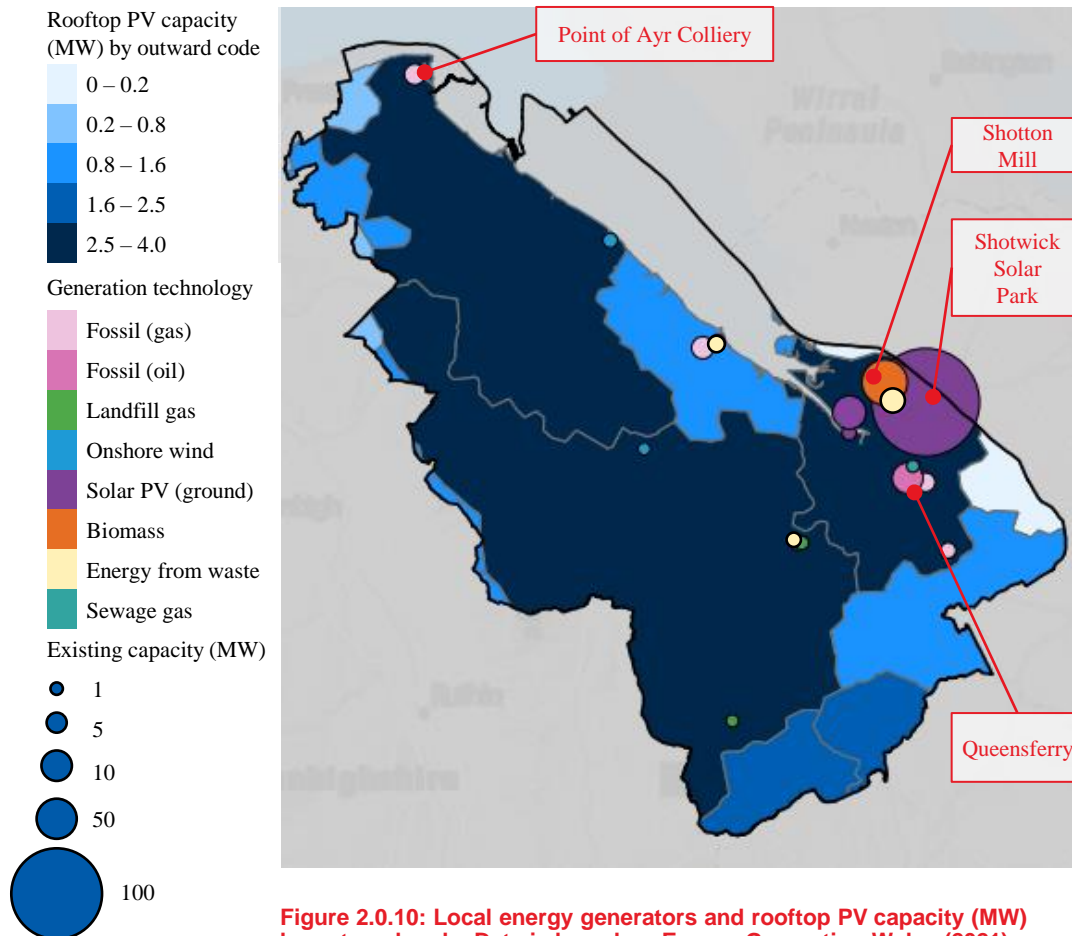 Rooftop PV capacity
(MW) by outward code
0 – 0.2
0.2 – 0.8
0.8 – 1.6
1.6 – 2.5
2.5 – 4.0
Generation technology
Fossil (gas)
Fossil (oil)
Landfill gas
Onshore wind
Solar PV (ground)
Biomass
Energy from waste
Sewage gas
Existing capacity (MW)
1
5
10
50
100
Point of Ayr Colliery
Wirral
Peninsula
Shotton
Mill
Shotwick
Solar
Park
Neston
Ruthin
Queensferry
Figure 2.0.10: Local energy generators and rooftop PV capacity (MW)